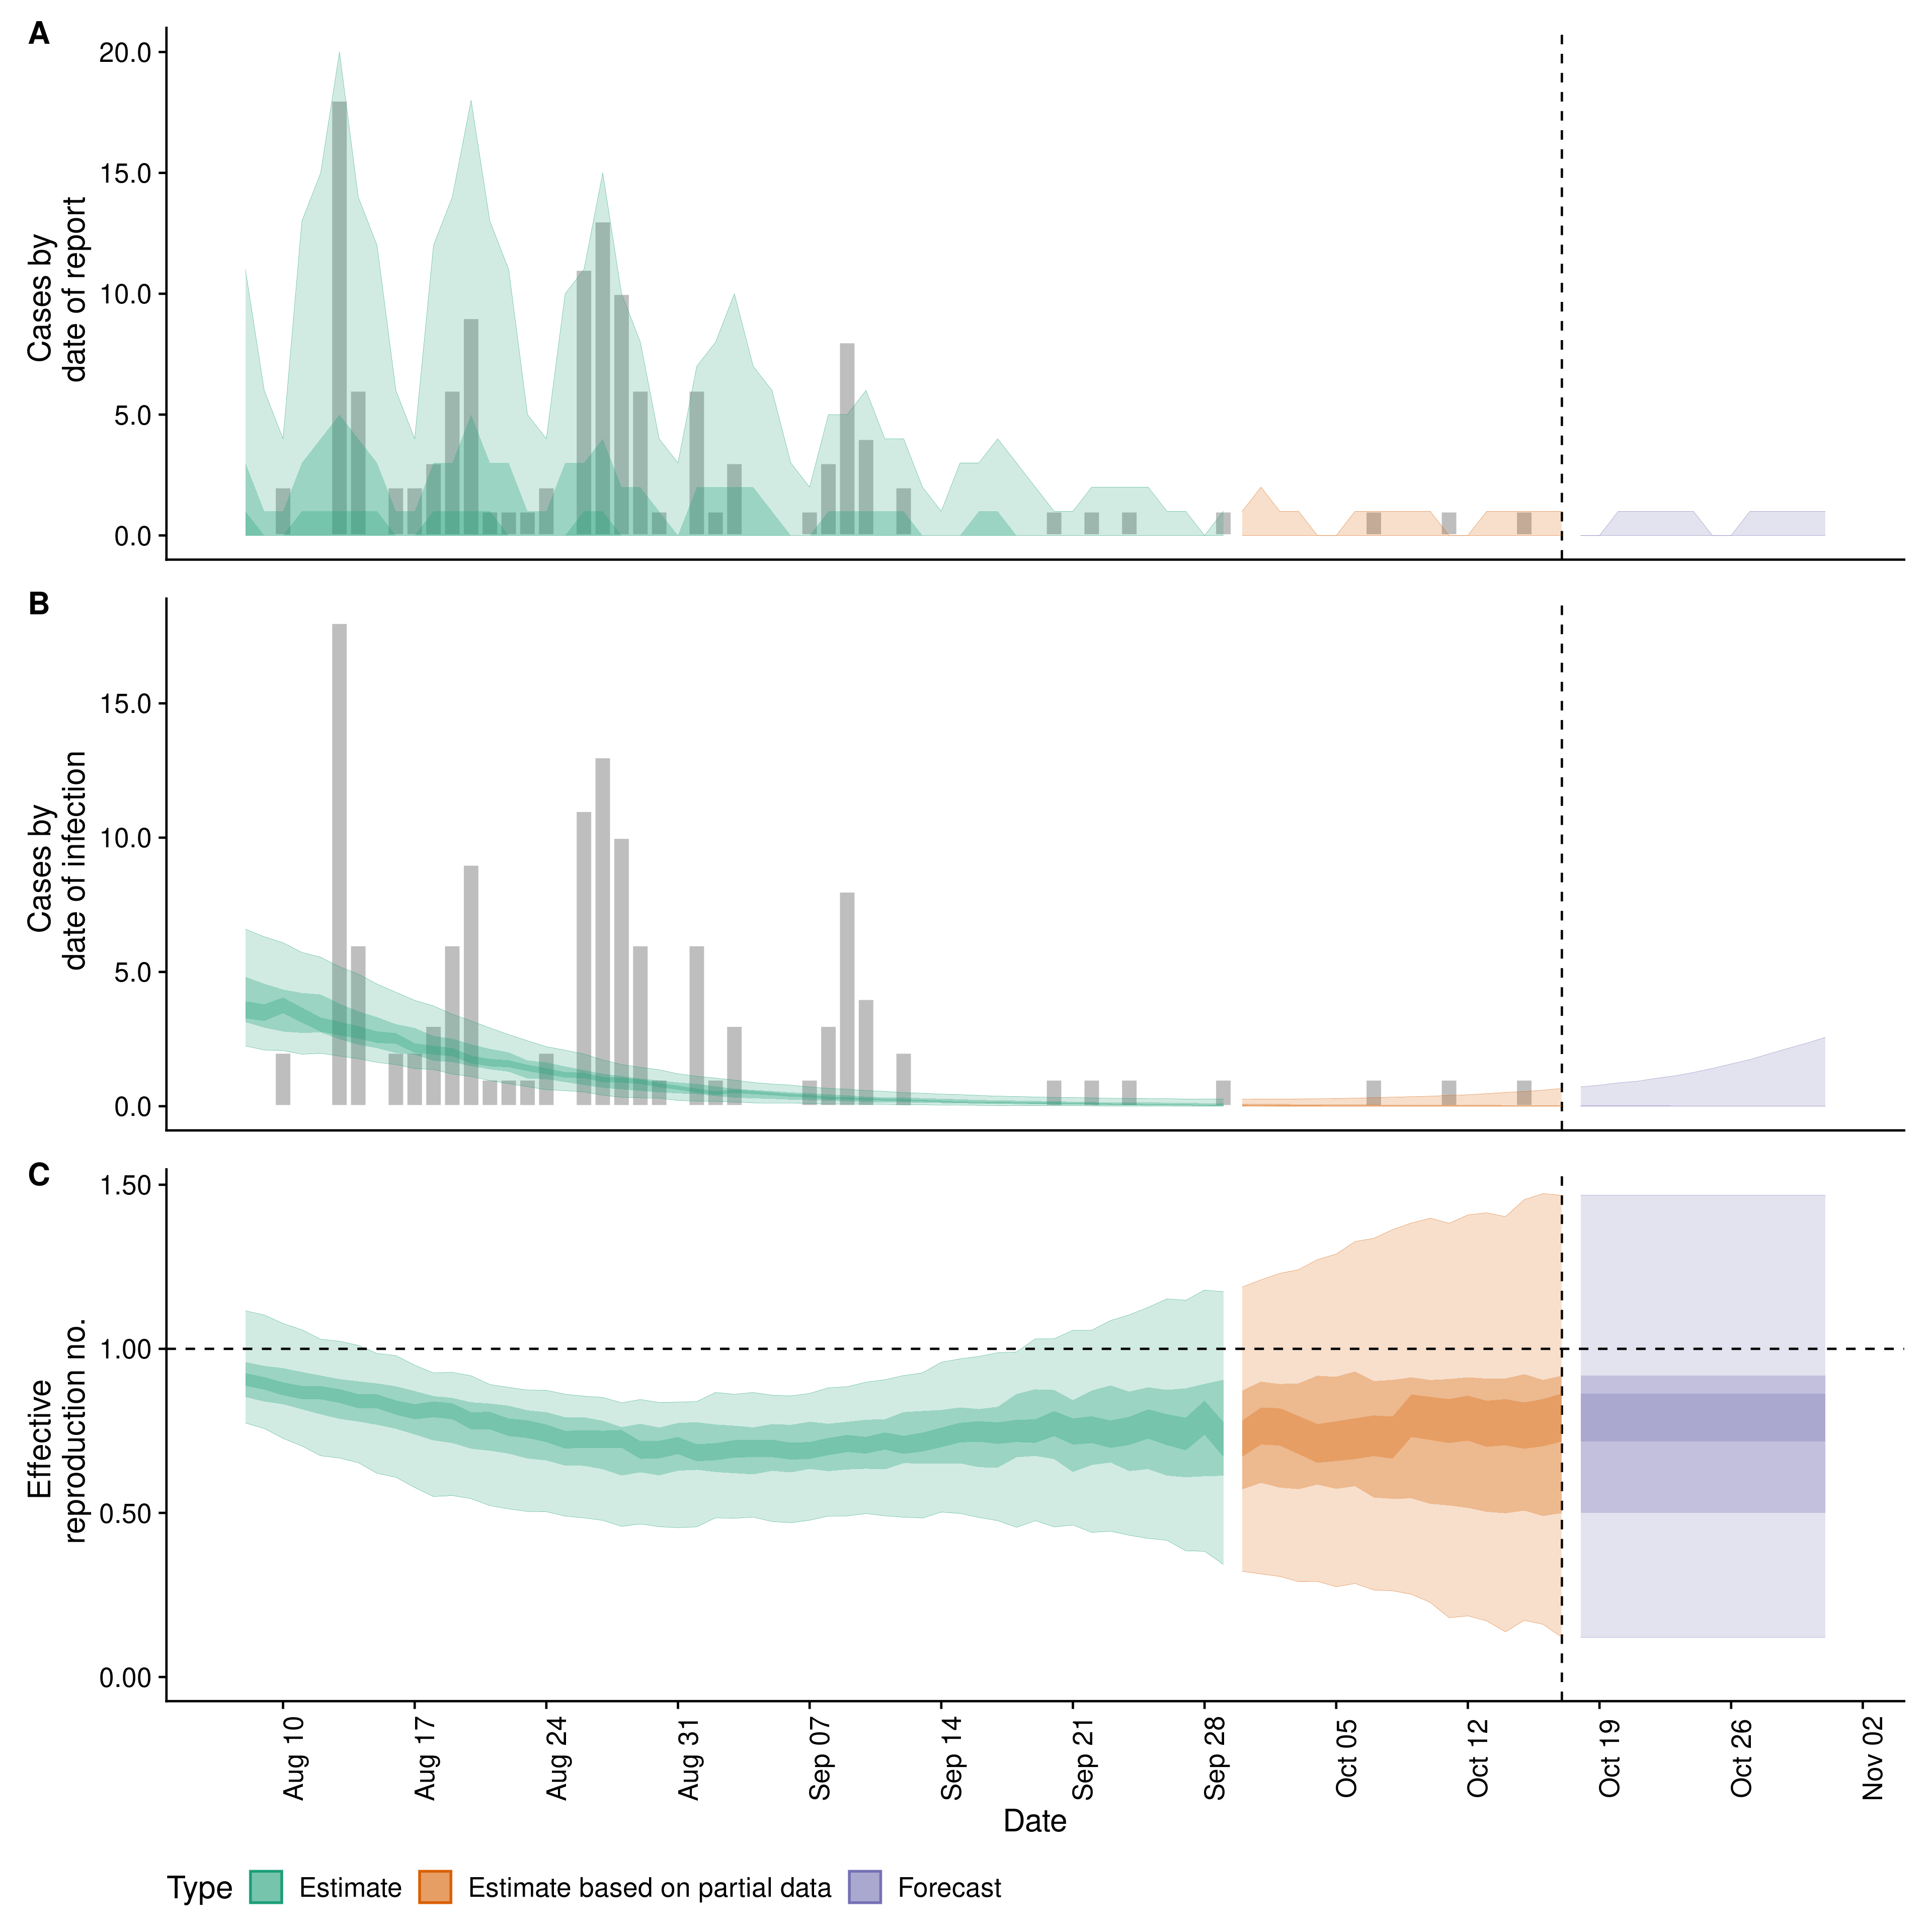 A
20.0
15.0
10.0
5.0
0.0
Cases by
date of report
B
15.0
10.0
5.0
0.0
Cases by
date of infection
C
1.50
1.00
0.50
0.00
Effective
reproduction no.
Aug 10
Aug 17
Aug 24
Aug 31
Sep 07
Sep 14
Sep 21
Sep 28
Oct 05
Oct 12
Oct 19
Oct 26
Nov 02
Date
Type Estimate Estimate based on partial data Forecast